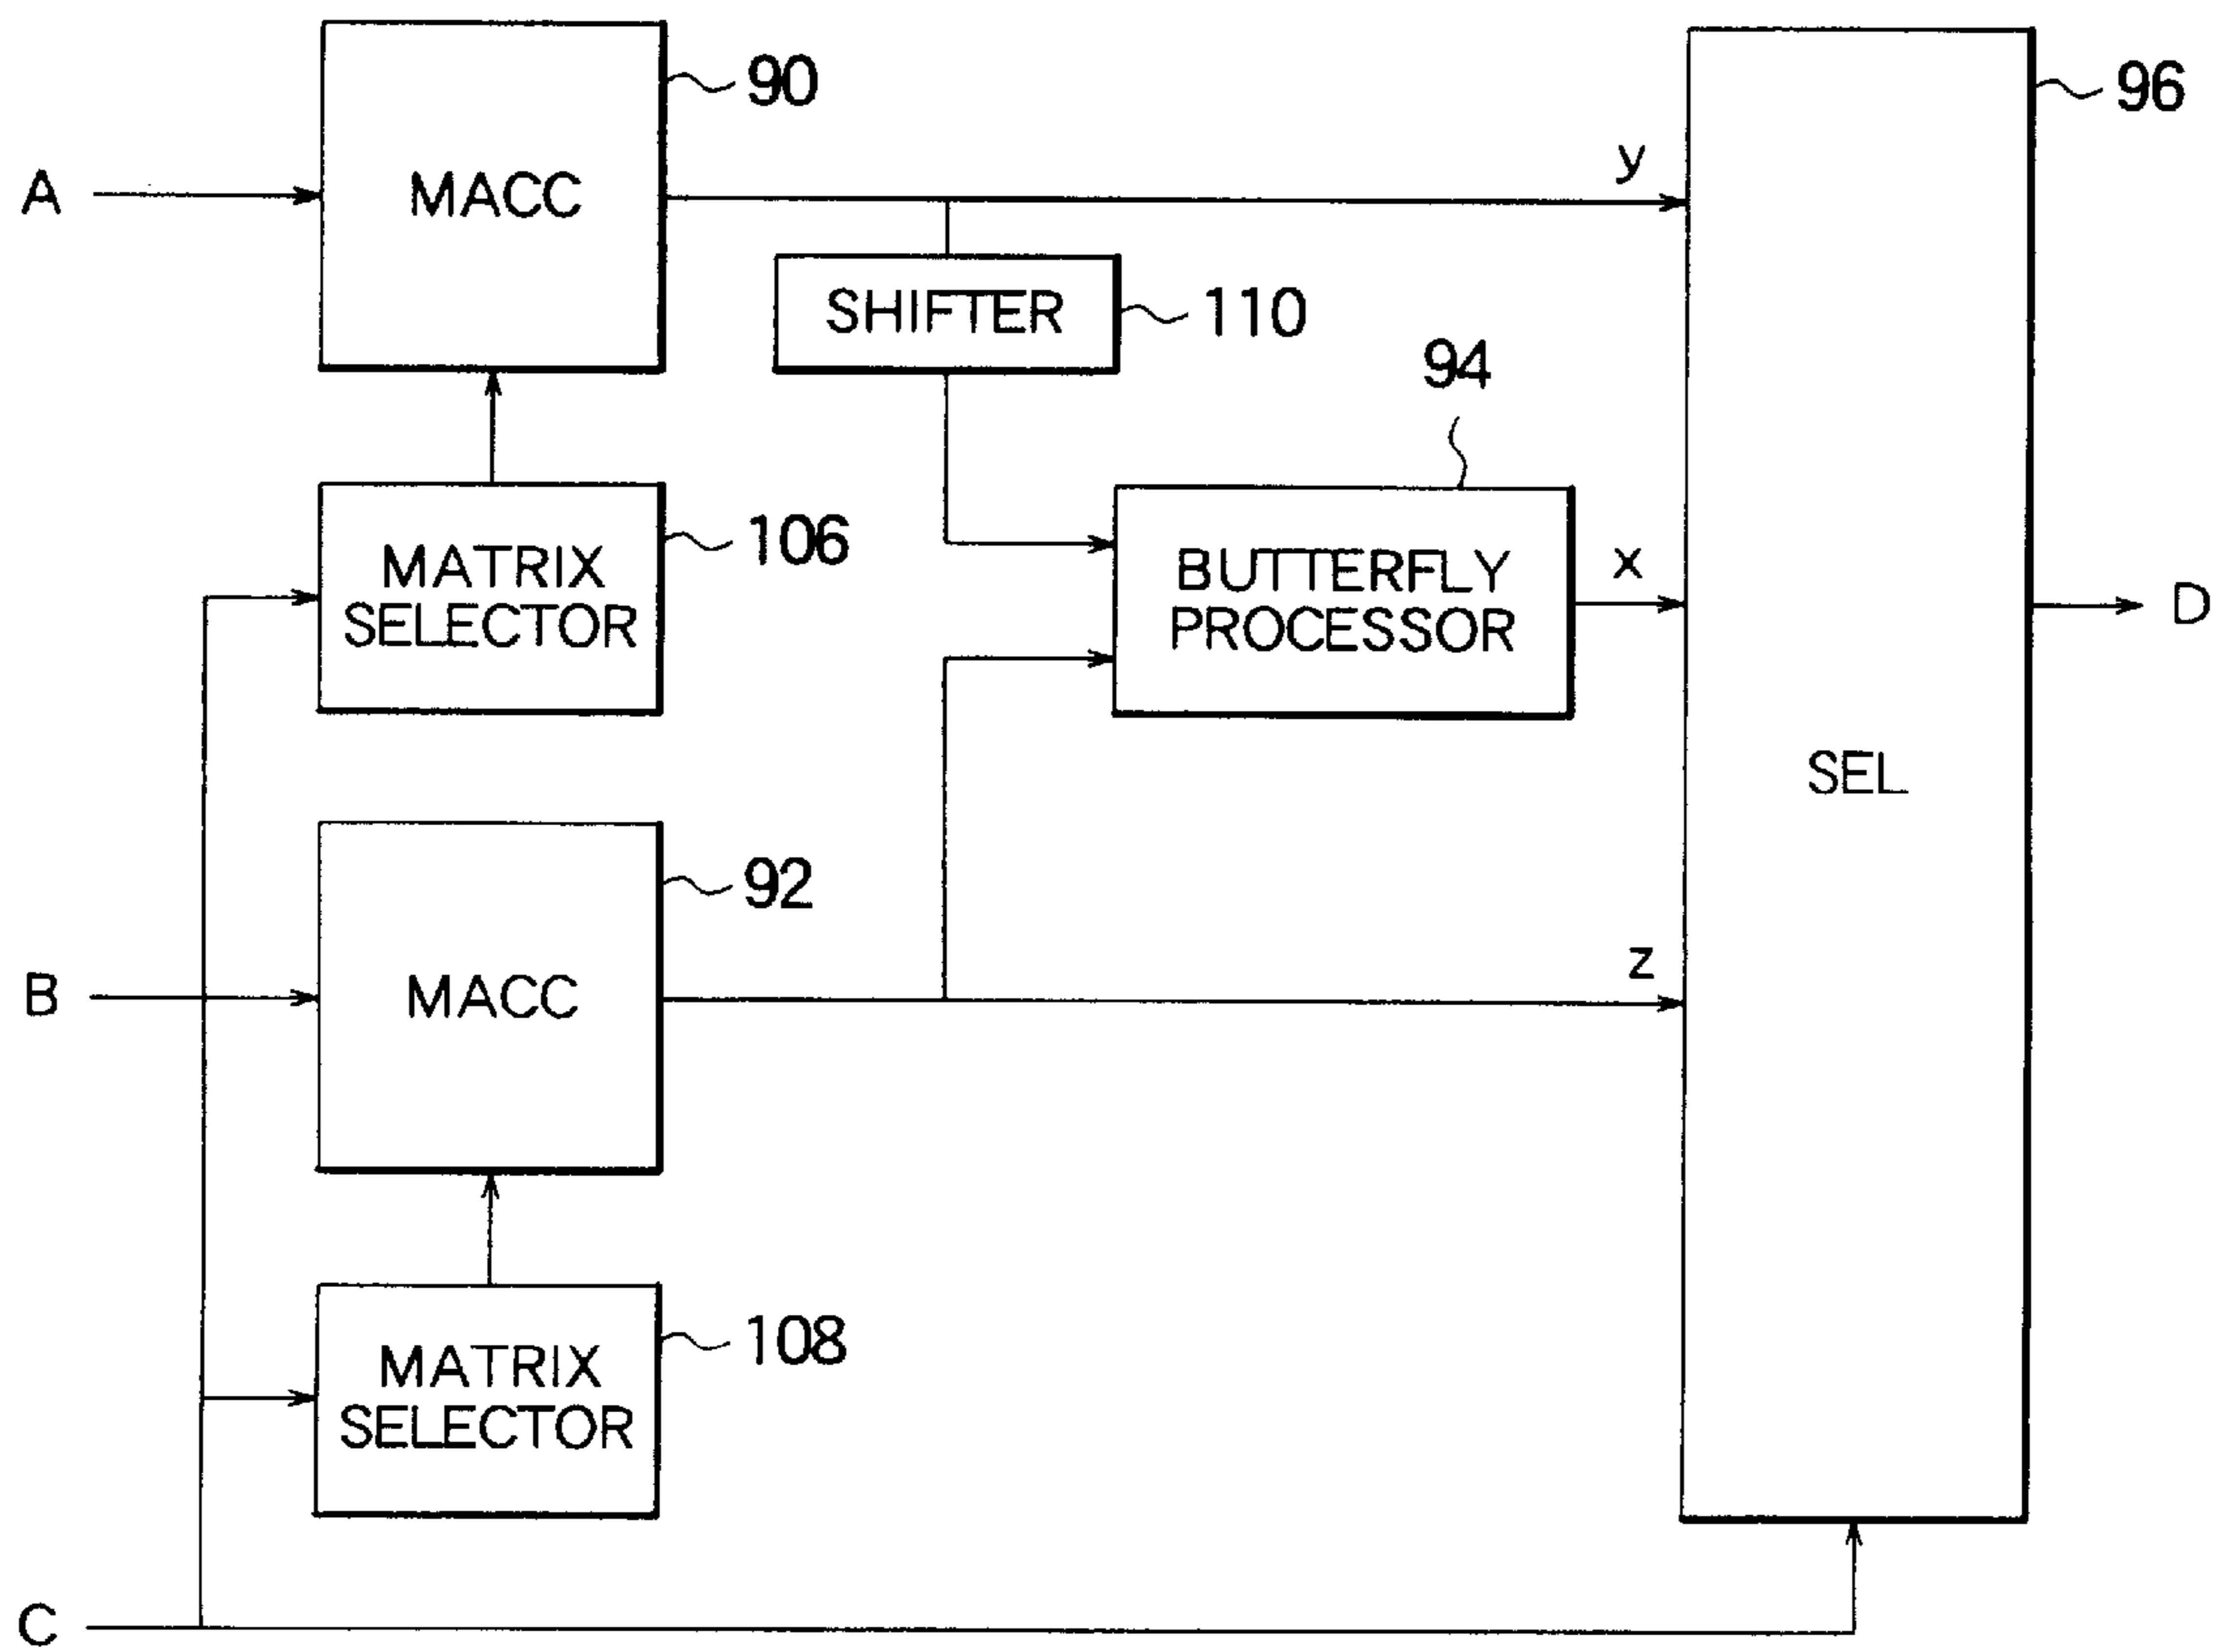 90
96
A
MACC
y
SHIFTER
110
94
MATRIX
SELECTOR
106
BUTTERFLY
PROCESSOR
x
D
SEL
92
B
MACC
z
MATRIX
SELECTOR
108
C